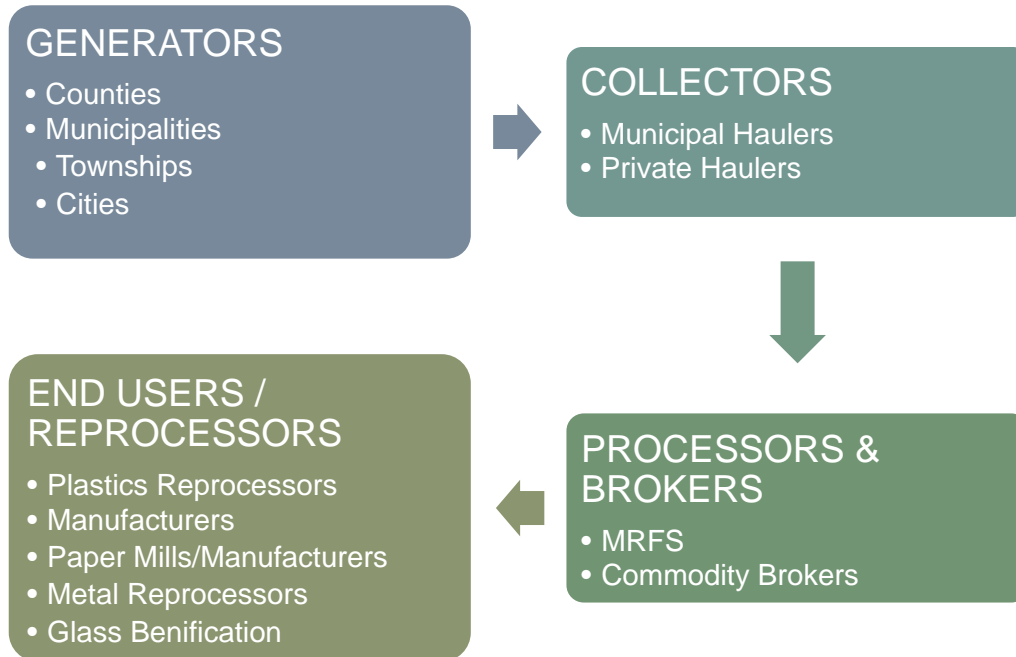 GENERATORS
• Counties
• Municipalities
• Townships
• Cities
COLLECTORS
• Municipal Haulers
• Private Haulers
PROCESSORS &
BROKERS
• MRFS
• Commodity Brokers
END USERS /
REPROCESSORS
• Plastics Reprocessors
• Manufacturers
• Paper Mills/Manufacturers
• Metal Reprocessors
• Glass Benification